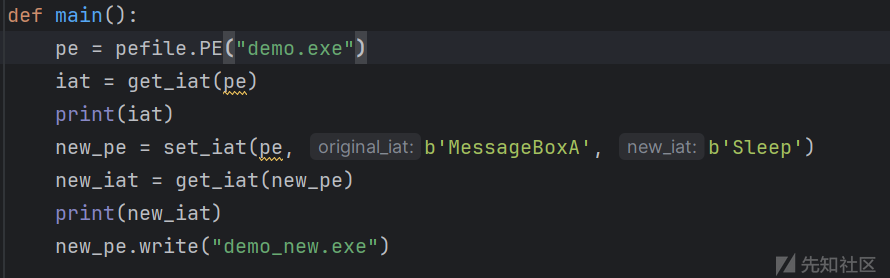 def main():
    pe = pefile.PE("demo.exe")
    iat = get_iat(pe)
    print(iat)
    new_pe = set_iat(pe, original_iat: b'MessageBoxA', new_iat: b'Sleep')
    new_iat = get_iat(new_pe)
    print(new_iat)
    new_pe.write("demo_new.exe")
先知社区